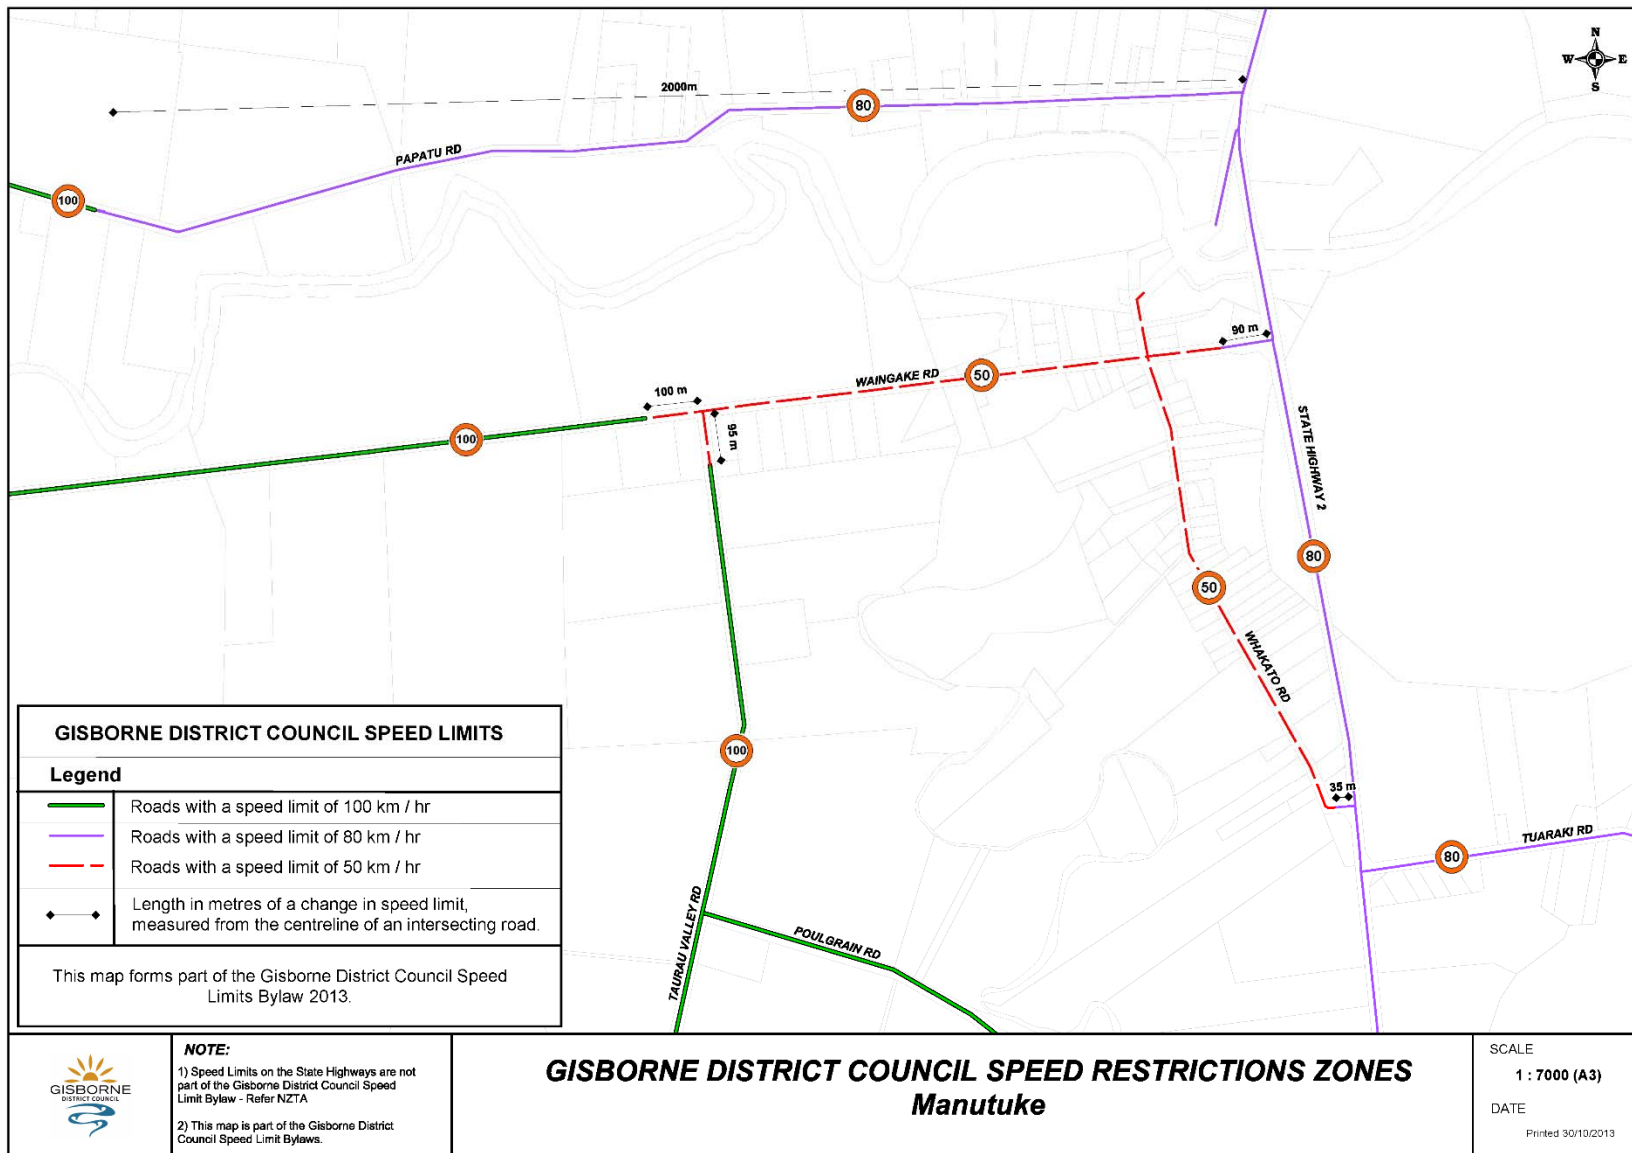 N
W E
S
2000m
80
PAPATU RD
100
90 m
50
WAINGAKE RD
100 m
95 m
100
STATE HIGHWAY 2
80
50
WHAKATO RD
100
35 m
TUARAKI RD
80
TAURAU VALLEY RD
POULGRAIN RD
GISBORNE DISTRICT COUNCIL SPEED LIMITS
Legend
Roads with a speed limit of 100 km / hr
Roads with a speed limit of 80 km / hr
Roads with a speed limit of 50 km / hr
Length in metres of a change in speed limit,
measured from the centreline of an intersecting road.
This map forms part of the Gisborne District Council Speed
Limits Bylaw 2013.
GISBORNE
DISTRICT COUNCIL
NOTE:
1) Speed Limits on the State Highways are not
part of the Gisborne District Council Speed
Limit Bylaw - Refer NZTA
2) This map is part of the Gisborne District
Council Speed Limit Bylaws.
GISBORNE DISTRICT COUNCIL SPEED RESTRICTIONS ZONES
Manutuke
SCALE
1 : 7000 (A3)
DATE
Printed 30/10/2013